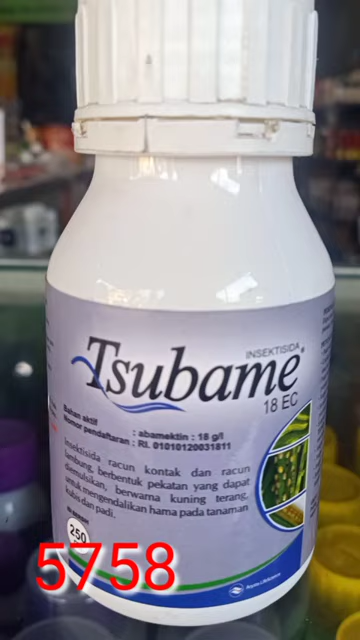 INSEKTISIDA
Tsubame®
18 EC
Bahan aktif : abamektin : 18 g/l
Nomor pendaftaran : RI. 01010120031811
Insektisida racun kontak dan racun
lambung, berbentuk pekatan yang dapat
diemulsikan, berwarna kuning terang,
untuk mengendalikan hama pada tanaman
kubis dan padi.
250
5758